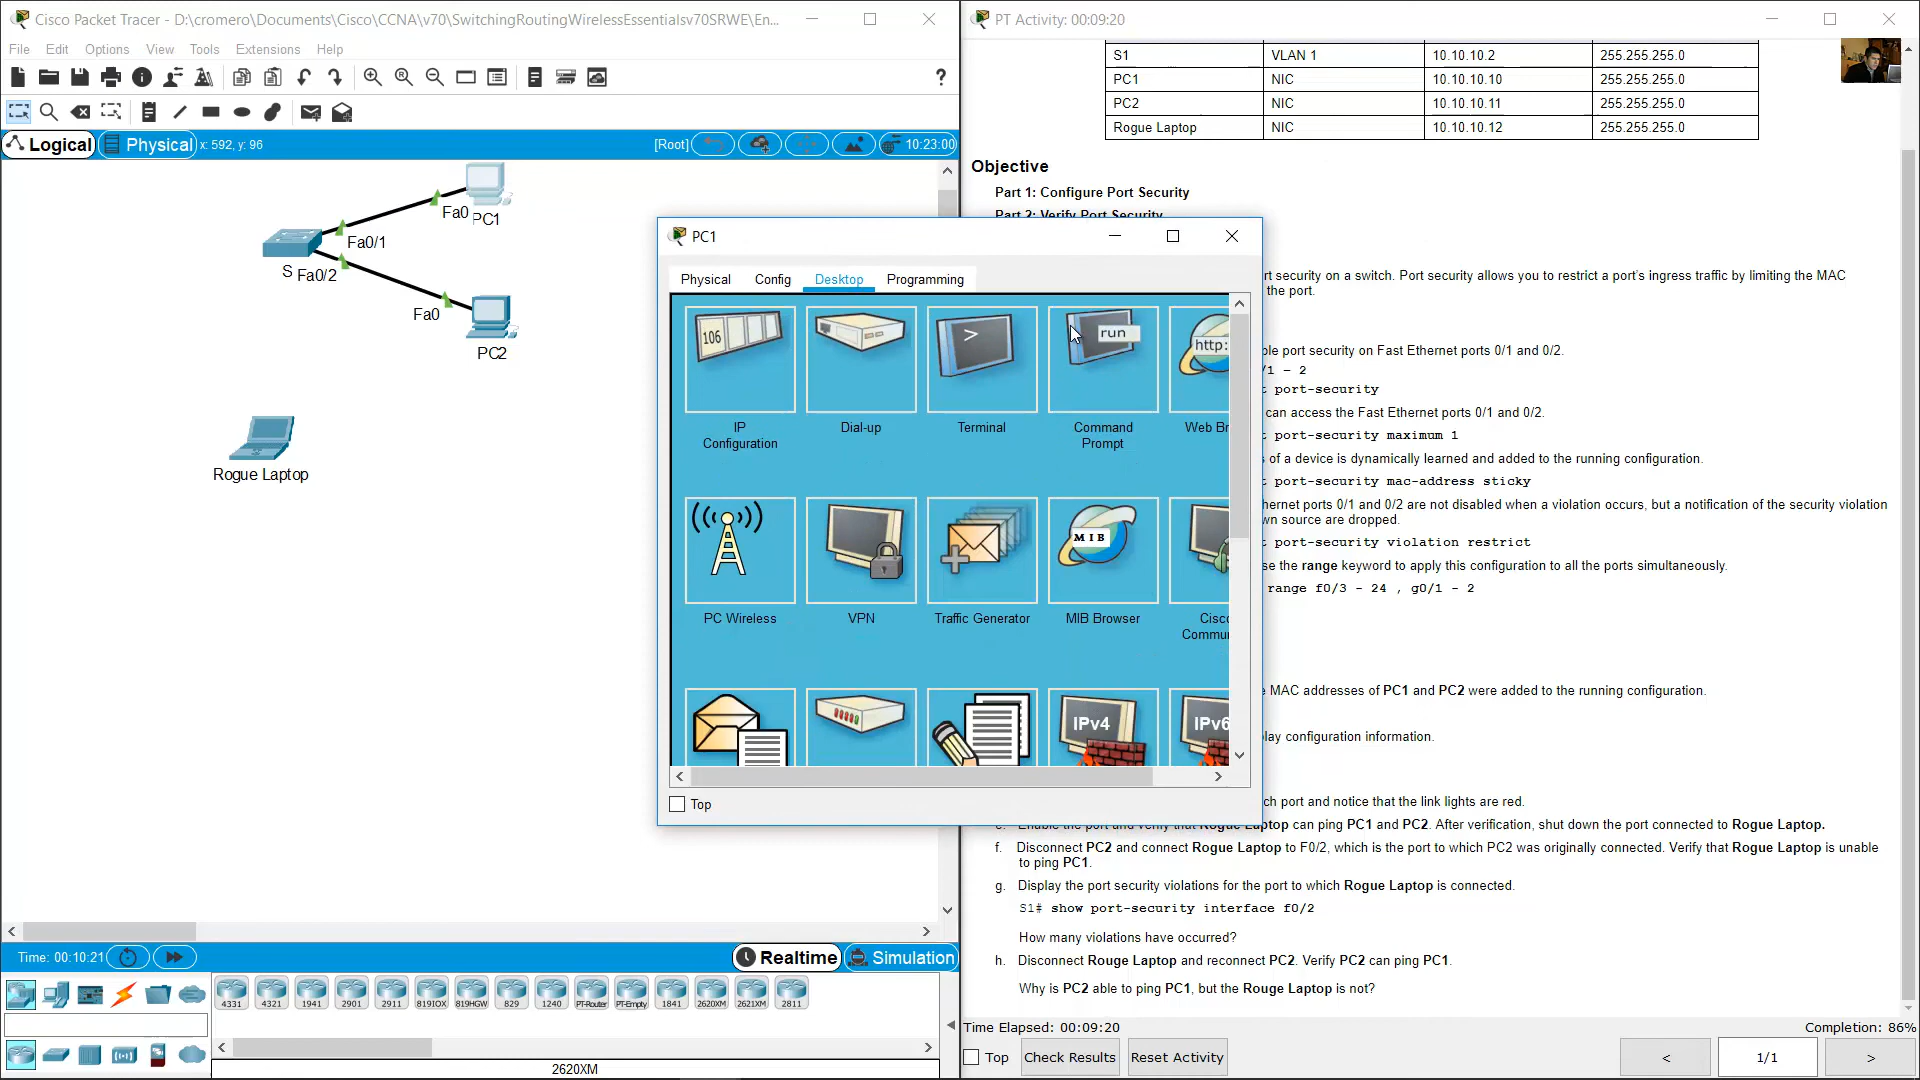 Cisco Packet Tracer - D:\cromero\Documents\Cisco\CCNA\v70\SwitchingRoutingWirelessEssentialsv70SRWE\En...
File Edit Options View Tools Extensions Help
Logical Physical x: 592, y: 96 [Root] 10:23:00
PC1
Fa0
Fa0/1
S Fa0/2
Fa0
PC2
Rogue Laptop
PC1
Physical Config Desktop Programming
106
>
run
http:
IP Configuration
Dial-up
Terminal
Command Prompt
Web Br
MIB
PC Wireless
VPN
Traffic Generator
MIB Browser
Cisc
Commu
IPv4
IPv6
Top
Time: 00:10:21
Realtime Simulation
4331 4321 1941 2901 2911 819IOX 819HGW 829 1240 PT-Router PT-Empty 1841 2620XM 2621XM 2811
2620XM
PT Activity: 00:09:20
S1 VLAN 1 10.10.10.2 255.255.255.0
PC1 NIC 10.10.10.10 255.255.255.0
PC2 NIC 10.10.10.11 255.255.255.0
Rogue Laptop NIC 10.10.10.12 255.255.255.0
Objective
Part 1: Configure Port Security
Part 2: Verify Port Security
rt security on a switch. Port security allows you to restrict a port's ingress traffic by limiting the MAC
the port.
ble port security on Fast Ethernet ports 0/1 and 0/2.
/1 – 2
t port-security
can access the Fast Ethernet ports 0/1 and 0/2.
t port-security maximum 1
s of a device is dynamically learned and added to the running configuration.
t port-security mac-address sticky
hernet ports 0/1 and 0/2 are not disabled when a violation occurs, but a notification of the security violation
wn source are dropped.
t port-security violation restrict
se the range keyword to apply this configuration to all the ports simultaneously.
range f0/3 - 24 , g0/1 - 2
e MAC addresses of PC1 and PC2 were added to the running configuration.
lay configuration information.
ch port and notice that the link lights are red.
e. Enable the port and verify that Rogue Laptop can ping PC1 and PC2. After verification, shut down the port connected to Rogue Laptop.
f. Disconnect PC2 and connect Rogue Laptop to F0/2, which is the port to which PC2 was originally connected. Verify that Rogue Laptop is unable
to ping PC1.
g. Display the port security violations for the port to which Rogue Laptop is connected.
S1# show port-security interface f0/2
How many violations have occurred?
h. Disconnect Rouge Laptop and reconnect PC2. Verify PC2 can ping PC1.
Why is PC2 able to ping PC1, but the Rouge Laptop is not?
Time Elapsed: 00:09:20 Completion: 86%
Top Check Results Reset Activity < 1/1 >